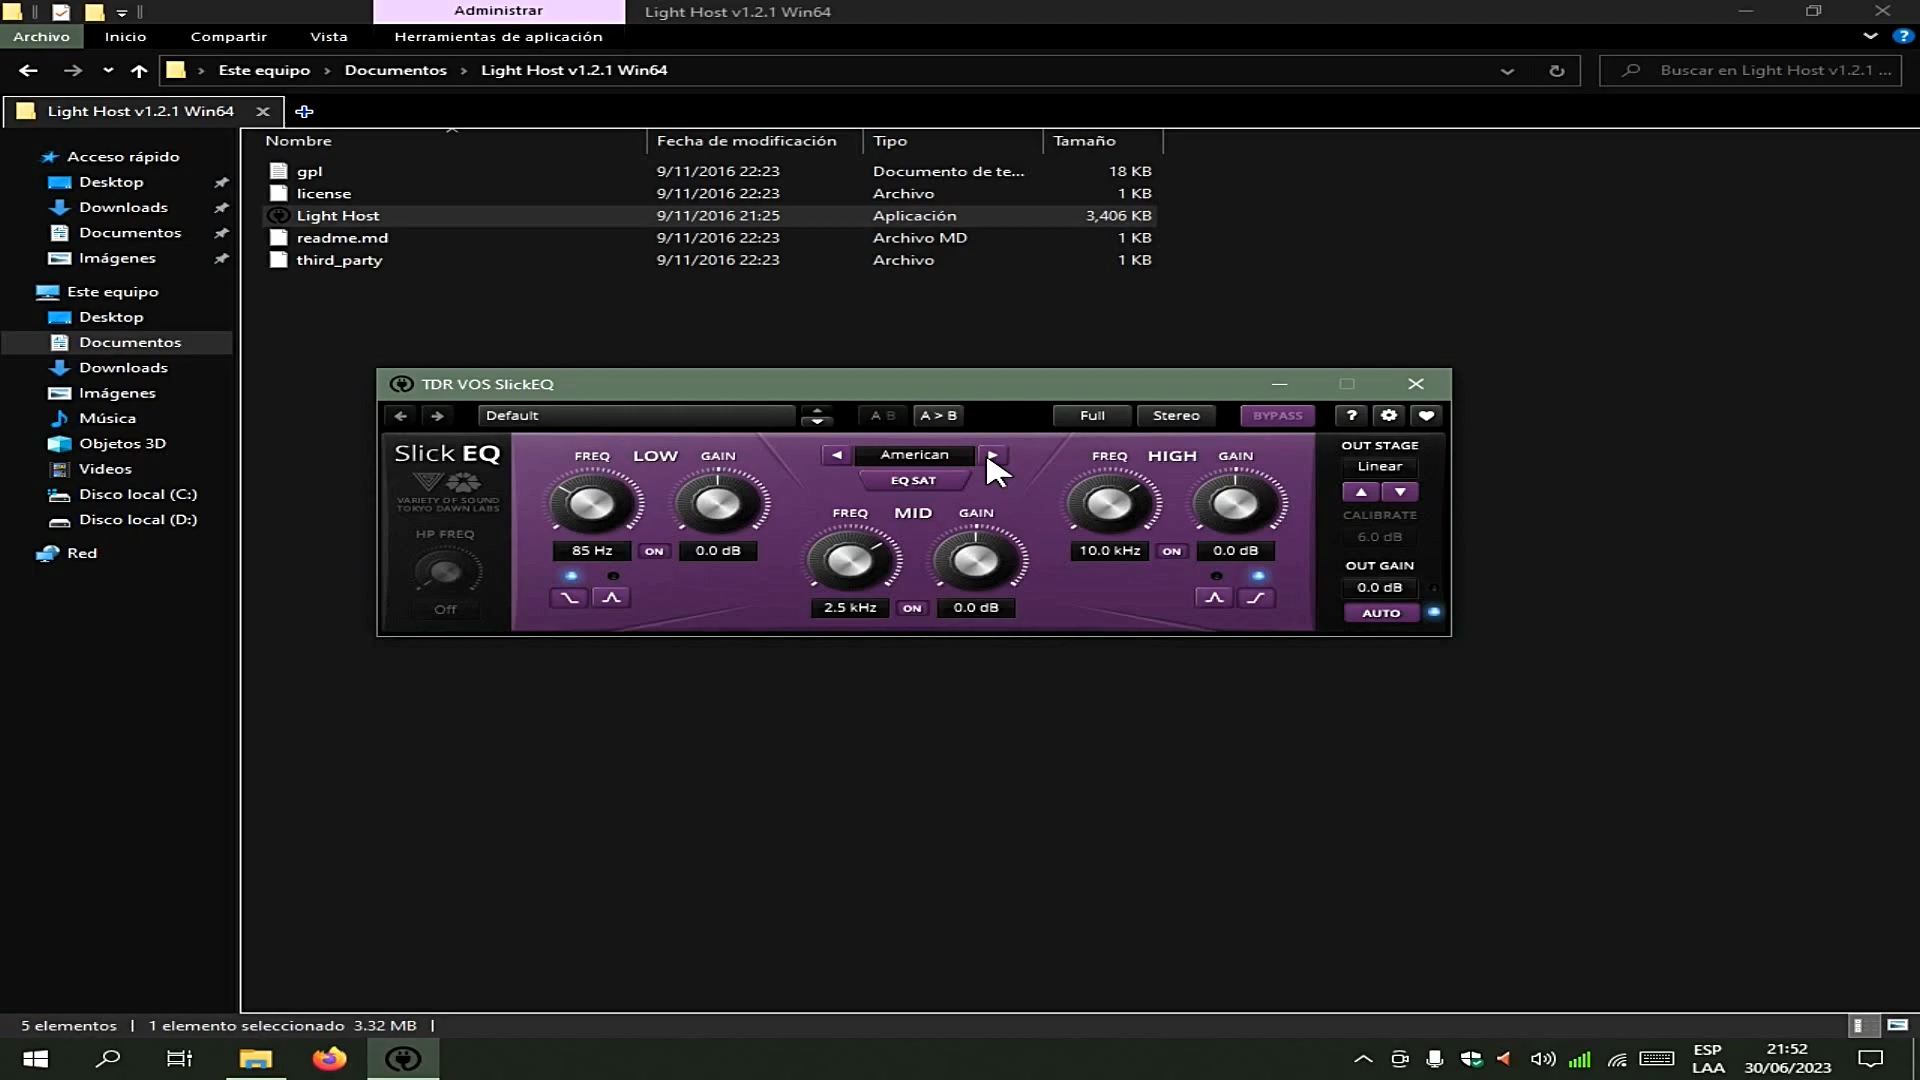 Administrar
Light Host v1.2.1 Win64
Archivo Inicio Compartir Vista Herramientas de aplicación
Este equipo › Documentos › Light Host v1.2.1 Win64
Buscar en Light Host v1.2.1 ...
Light Host v1.2.1 Win64
Nombre Fecha de modificación Tipo Tamaño
gpl 9/11/2016 22:23 Documento de te... 18 KB
license 9/11/2016 22:23 Archivo 1 KB
Light Host 9/11/2016 21:25 Aplicación 3,406 KB
readme.md 9/11/2016 22:23 Archivo MD 1 KB
third_party 9/11/2016 22:23 Archivo 1 KB
Acceso rápido
Desktop
Downloads
Documentos
Imágenes
Este equipo
Desktop
Documentos
Downloads
Imágenes
Música
Objetos 3D
Videos
Disco local (C:)
Disco local (D:)
Red
TDR VOS SlickEQ
Default A B A > B Full Stereo BYPASS ?
Slick EQ
VARIETY OF SOUND
TOKYO DAWN LABS
HP FREQ
Off
FREQ LOW GAIN
85 Hz ON 0.0 dB
American
EQ SAT
FREQ MID GAIN
2.5 kHz ON 0.0 dB
FREQ HIGH GAIN
10.0 kHz ON 0.0 dB
OUT STAGE
Linear
CALIBRATE
6.0 dB
OUT GAIN
0.0 dB
AUTO
5 elementos | 1 elemento seleccionado 3.32 MB |
ESP
LAA
21:52
30/06/2023